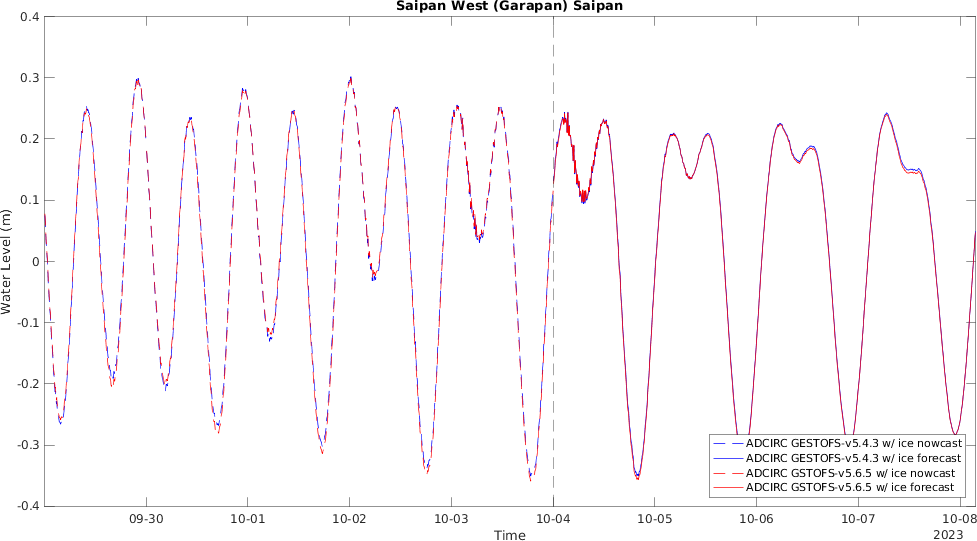 Saipan West (Garapan) Saipan
0.4
0.3
0.2
0.1
0
-0.1
-0.2
-0.3
-0.4
Water Level (m)
ADCIRC GESTOFS-v5.4.3 w/ ice nowcast
ADCIRC GESTOFS-v5.4.3 w/ ice forecast
ADCIRC GSTOFS-v5.6.5 w/ ice nowcast
ADCIRC GSTOFS-v5.6.5 w/ ice forecast
09-30 10-01 10-02 10-03 10-04 10-05 10-06 10-07 10-08
Time 2023